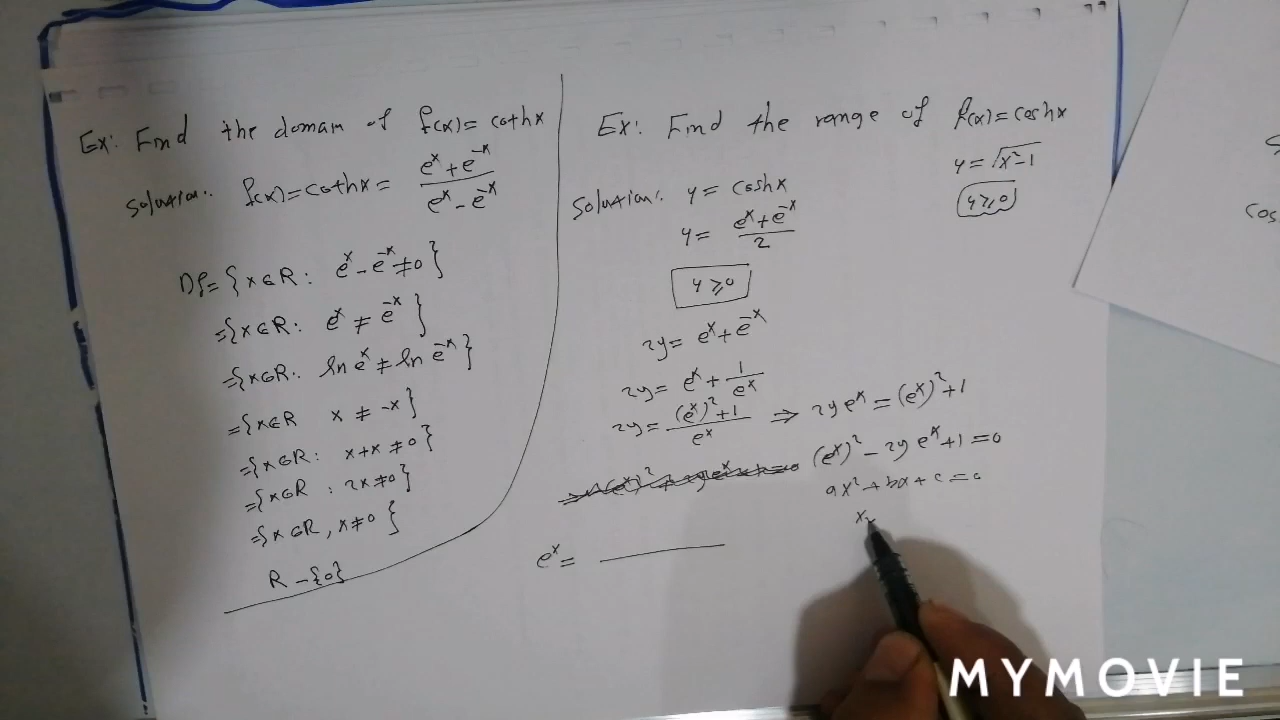 Ex: Find the domain of f(x) = cothx
Solution: f(x) = cothx = (e^x + e^-x) / (e^x - e^-x)
Df = {x∈R: e^x - e^-x ≠ 0}
= {x∈R: e^x ≠ e^-x}
= {x∈R: ln e^x ≠ ln e^-x}
= {x∈R x ≠ -x}
= {x∈R: x+x ≠ 0}
= {x∈R : 2x ≠ 0}
= {x∈R, x ≠ 0}
R - {0}
Ex: Find the range of f(x) = coshx
y = √(x²-1)
y ≥ 0
Solution: y = coshx
y = (e^x + e^-x) / 2
y ≥ 0
2y = e^x + e^-x
2y = e^x + 1/e^x
2y = ((e^x)² + 1) / e^x ⇒ 2y e^x = (e^x)² + 1
(e^x)² - 2y e^x + 1 = 0
ax² + bx + c = 0
x
e^x =
cos
MYMOVIE